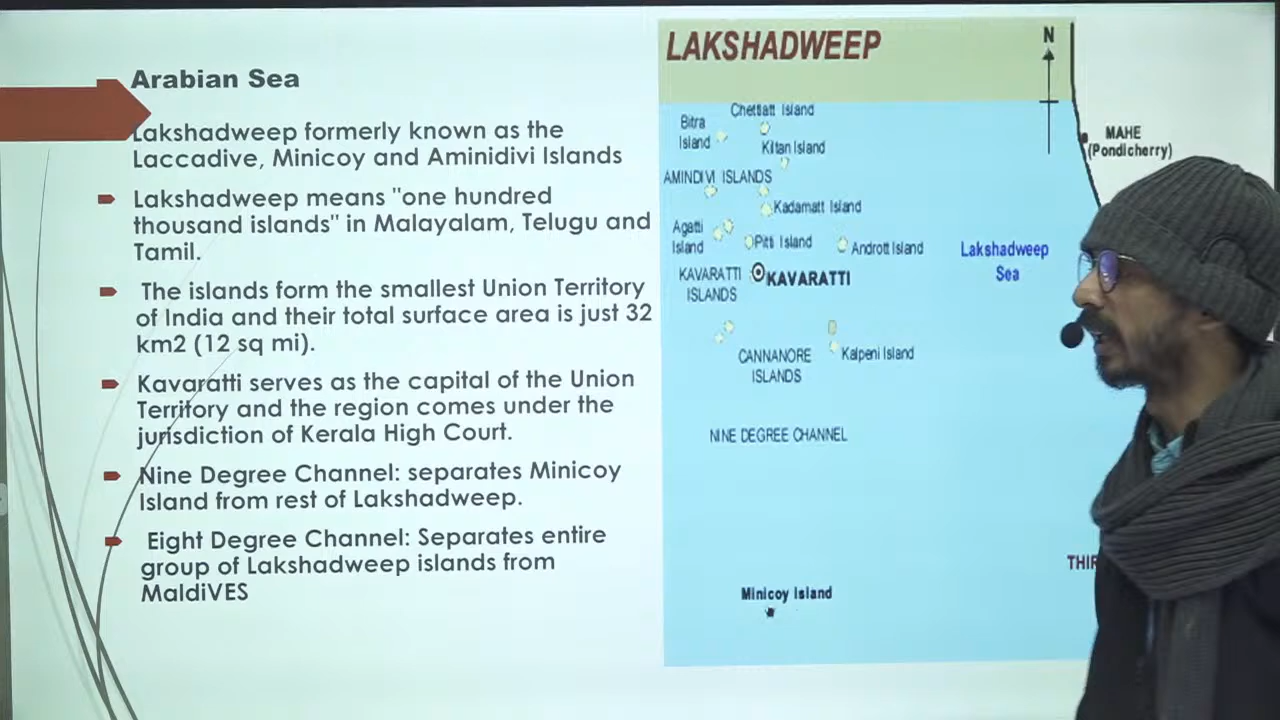 Arabian Sea
Lakshadweep formerly known as the
Laccadive, Minicoy and Aminidivi Islands
Lakshadweep means "one hundred
thousand islands" in Malayalam, Telugu and
Tamil.
The islands form the smallest Union Territory
of India and their total surface area is just 32
km2 (12 sq mi).
Kavaratti serves as the capital of the Union
Territory and the region comes under the
jurisdiction of Kerala High Court.
Nine Degree Channel: separates Minicoy
Island from rest of Lakshadweep.
Eight Degree Channel: Separates entire
group of Lakshadweep islands from
MaldiVES
LAKSHADWEEP
N
Chetlatt Island
Bitra
Island
Kiltan Island
MAHE
(Pondicherry)
AMINDIVI ISLANDS
Kadamatt Island
Agatti
Island
Pitti Island
Andrott Island
Lakshadweep
Sea
KAVARATTI
ISLANDS
KAVARATTI
CANNANORE
ISLANDS
Kalpeni Island
NINE DEGREE CHANNEL
Minicoy Island